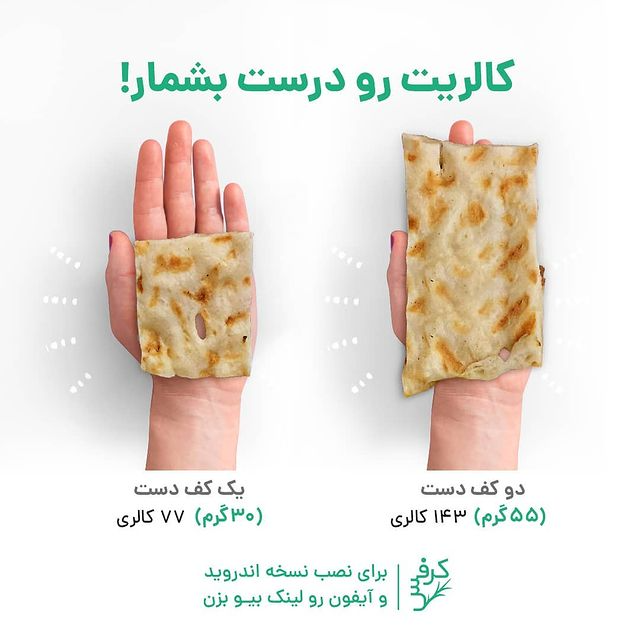 کالریت رو درست بشمار!
یک کف دست
(۳۰گرم) ۷۷ کالری
دو کف دست
(۵۵گرم) ۱۴۳ کالری
کرفس
برای نصب نسخه اندروید
و آیفون رو لینک بیو بزن